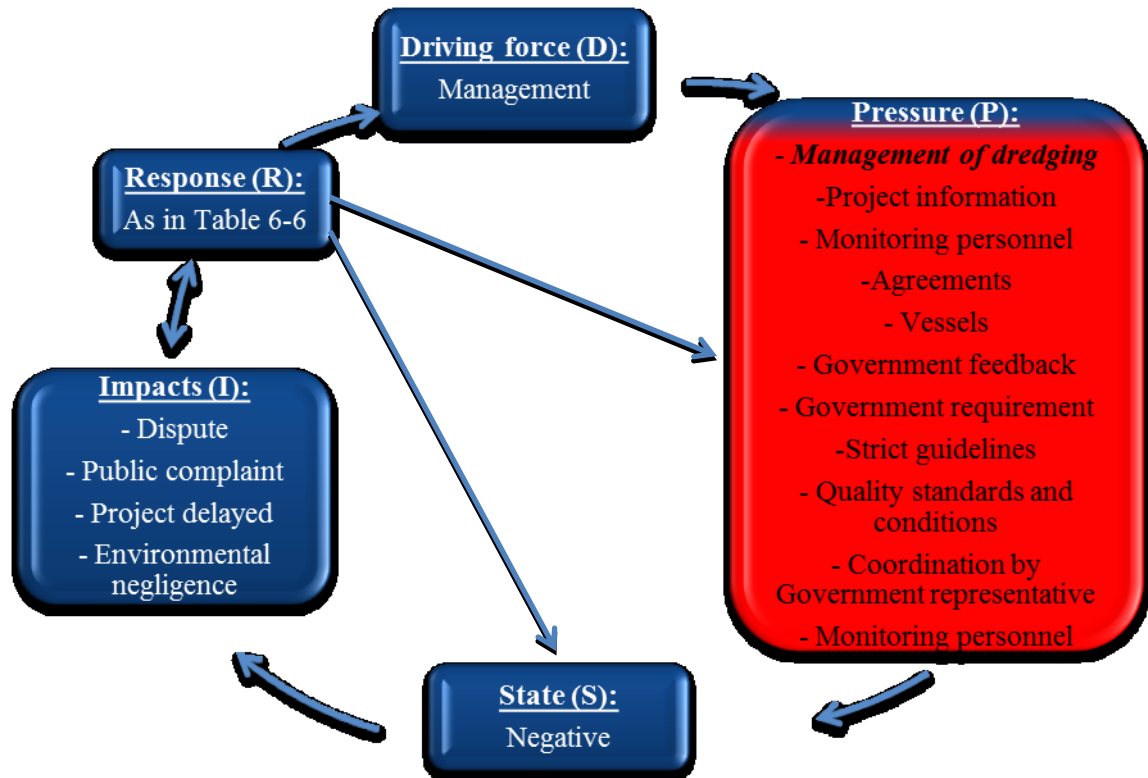 Driving force (D):
Management
Pressure (P):
- Management of dredging
-Project information
- Monitoring personnel
-Agreements
- Vessels
- Government feedback
- Government requirement
-Strict guidelines
- Quality standards and
conditions
- Coordination by
Government representative
- Monitoring personnel
Response (R):
As in Table 6-6
Impacts (I):
- Dispute
- Public complaint
- Project delayed
- Environmental
negligence
State (S):
Negative